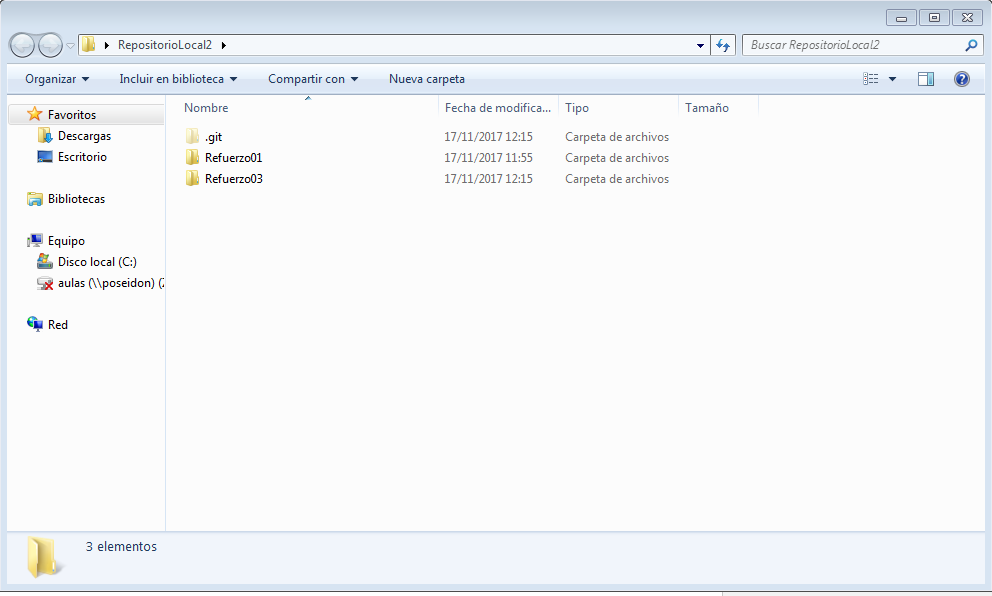 RepositorioLocal2
Buscar RepositorioLocal2
Organizar Incluir en biblioteca Compartir con Nueva carpeta
Favoritos
Descargas
Escritorio
Bibliotecas
Equipo
Disco local (C:)
aulas (\\poseidon) (
Red
Nombre Fecha de modifica... Tipo Tamaño
.git 17/11/2017 12:15 Carpeta de archivos
Refuerzo01 17/11/2017 11:55 Carpeta de archivos
Refuerzo03 17/11/2017 12:15 Carpeta de archivos
3 elementos